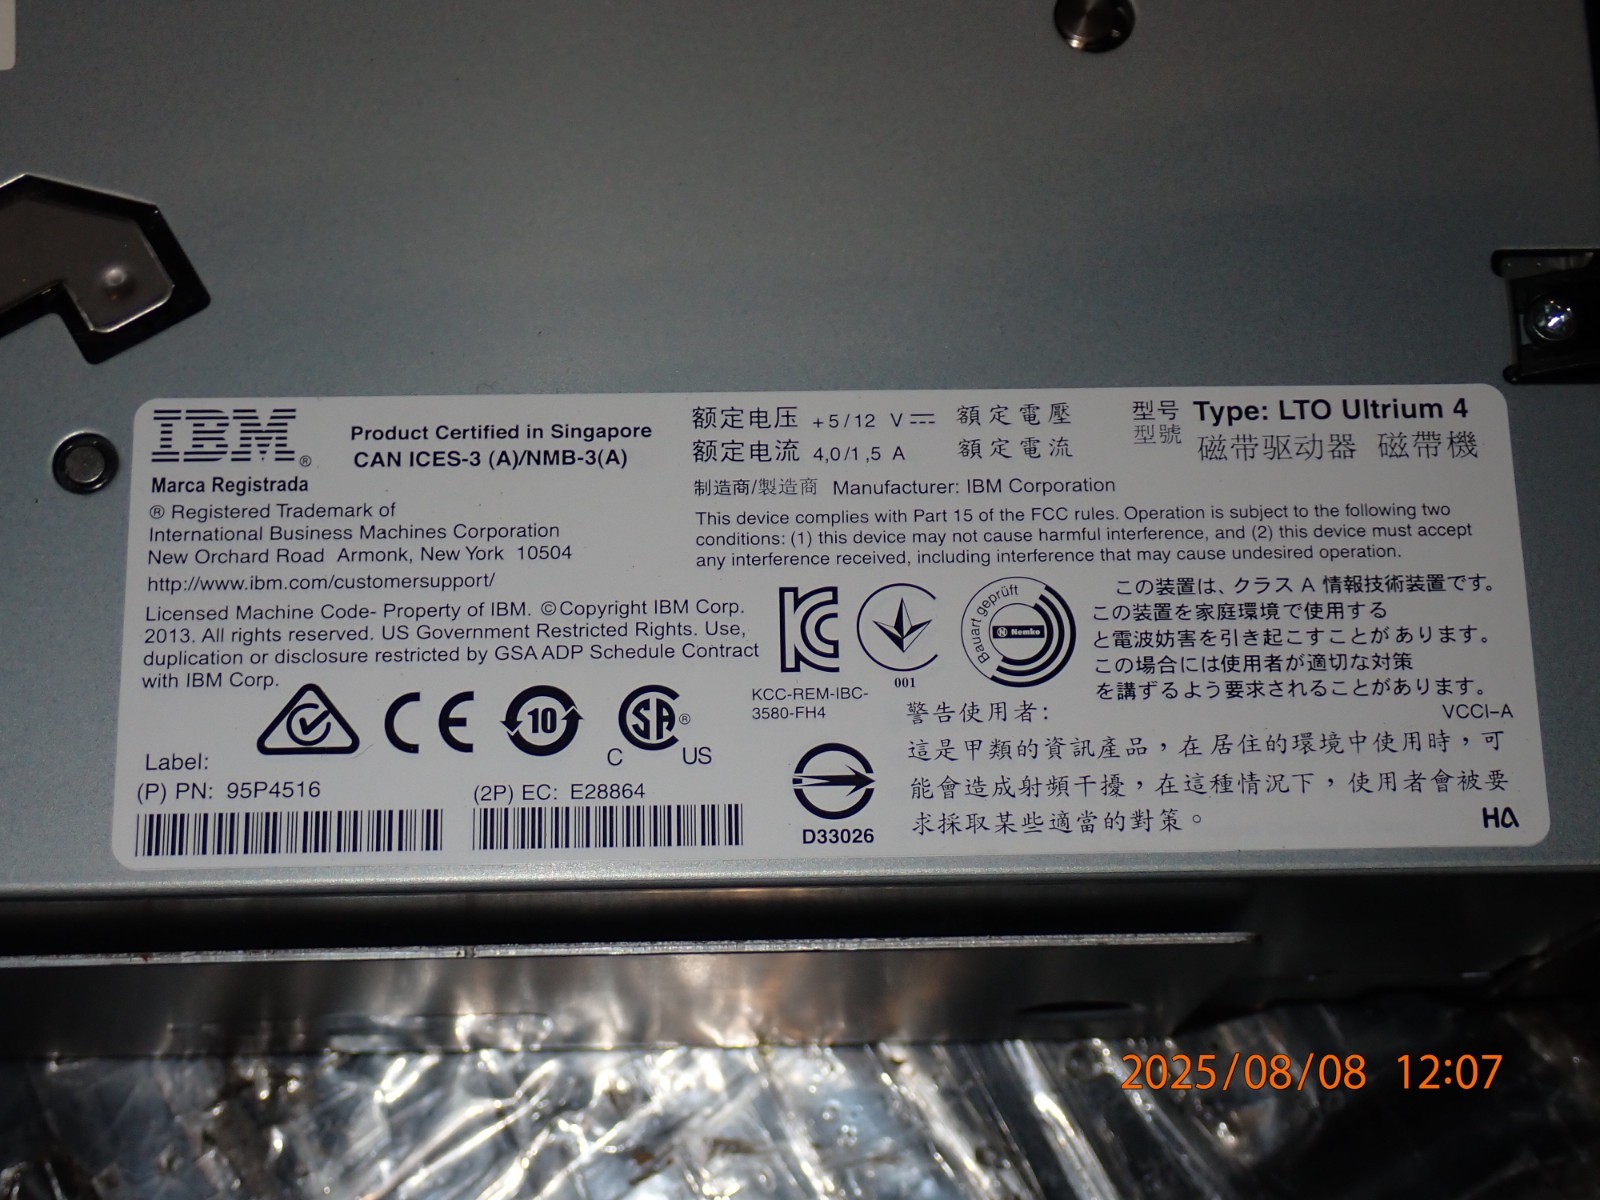 IBM®
Marca Registrada
® Registered Trademark of
International Business Machines Corporation
New Orchard Road Armonk, New York 10504
http://www.ibm.com/customersupport/
Licensed Machine Code- Property of IBM. ©Copyright IBM Corp.
2013. All rights reserved. US Government Restricted Rights. Use,
duplication or disclosure restricted by GSA ADP Schedule Contract
with IBM Corp.
Product Certified in Singapore
CAN ICES-3 (A)/NMB-3(A)
CE
10
C SA® US
Label:
(P) PN: 95P4516
(2P) EC: E28864
额定电压 +5/12 V 額定電壓
额定电流 4,0/1,5 A 額定電流
型号 Type: LTO Ultrium 4
型號 磁带驱动器 磁帶機
制造商/製造商 Manufacturer: IBM Corporation
This device complies with Part 15 of the FCC rules. Operation is subject to the following two
conditions: (1) this device may not cause harmful interference, and (2) this device must accept
any interference received, including interference that may cause undesired operation.
KC
KCC-REM-IBC-
3580-FH4
001
Bauart geprüft
N Nemko
D33026
この装置は、クラス A 情報技術装置です。
この装置を家庭環境で使用する
と電波妨害を引き起こすことがあります。
この場合には使用者が適切な対策
を講ずるよう要求されることがあります。
VCCI-A
警告使用者:
這是甲類的資訊產品，在居住的環境中使用時，可
能會造成射頻干擾，在這種情況下，使用者會被要
求採取某些適當的對策。
HA
2025/08/08 12:07